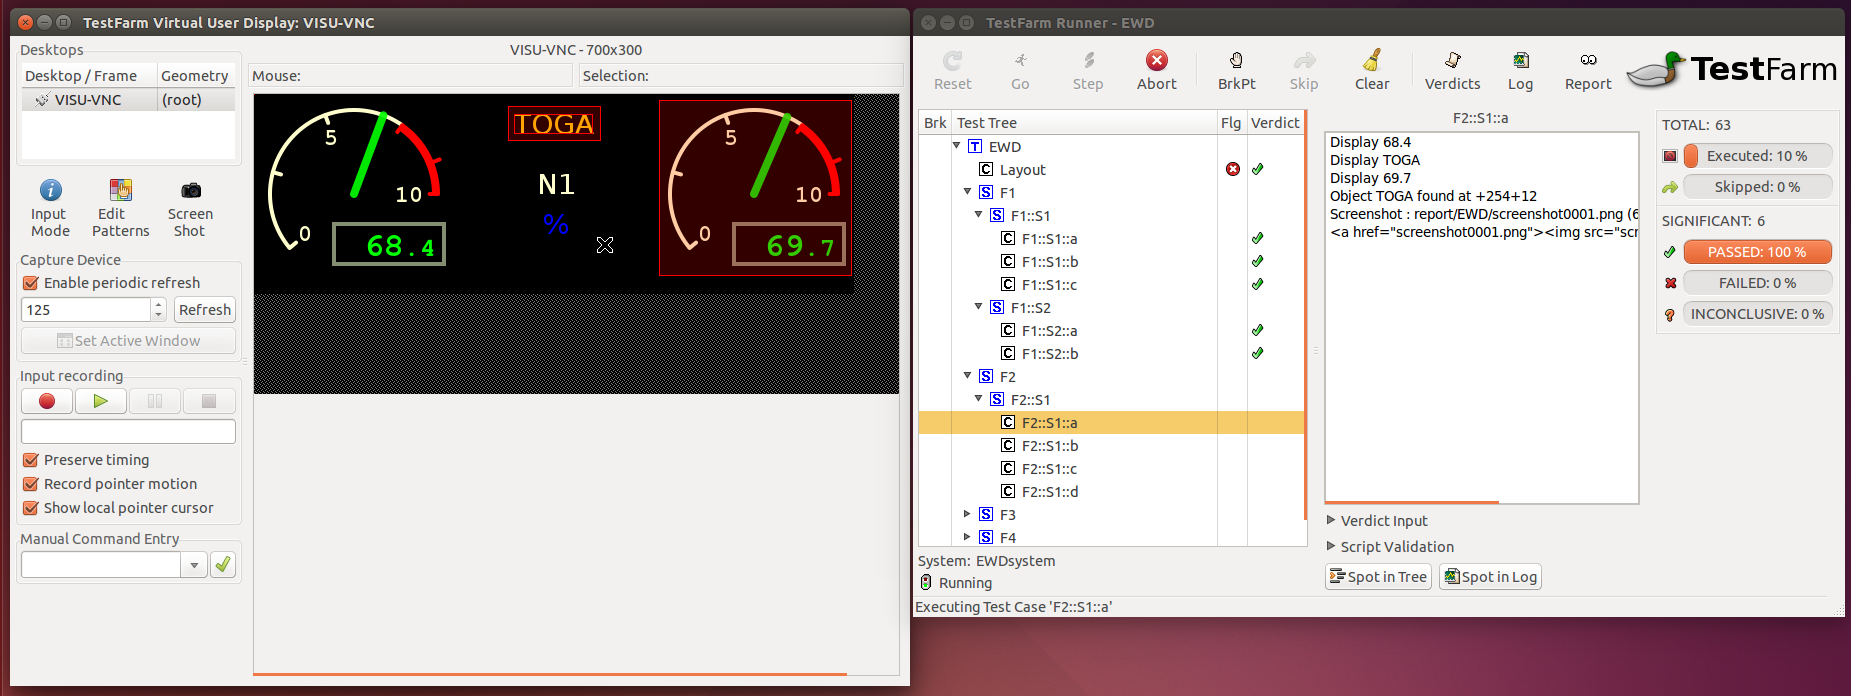 TestFarm Virtual User Display: VISU-VNC
Desktops
Desktop / Frame Geometry
VISU-VNC (root)
Input Mode
Edit Patterns
Screen Shot
Capture Device
Enable periodic refresh
125 Refresh
Set Active Window
Input recording
Preserve timing
Record pointer motion
Show local pointer cursor
Manual Command Entry
VISU-VNC - 700x300
Mouse: Selection:
5
10
0
68.4
TOGA
N1
%
5
10
0
69.7
TestFarm Runner - EWD
Reset Go Step Abort BrkPt Skip Clear Verdicts Log Report
TestFarm
Brk Test Tree Flg Verdict
T EWD
C Layout
S F1
S F1::S1
C F1::S1::a
C F1::S1::b
C F1::S1::c
S F1::S2
C F1::S2::a
C F1::S2::b
S F2
S F2::S1
C F2::S1::a
C F2::S1::b
C F2::S1::c
C F2::S1::d
S F3
S F4
System: EWDsystem
Running
Executing Test Case 'F2::S1::a'
F2::S1::a
Display 68.4
Display TOGA
Display 69.7
Object TOGA found at +254+12
Screenshot : report/EWD/screenshot0001.png (6
<a href="screenshot0001.png"><img src="scr
Verdict Input
Script Validation
Spot in Tree Spot in Log
TOTAL: 63
Executed: 10 %
Skipped: 0 %
SIGNIFICANT: 6
PASSED: 100 %
FAILED: 0 %
INCONCLUSIVE: 0 %